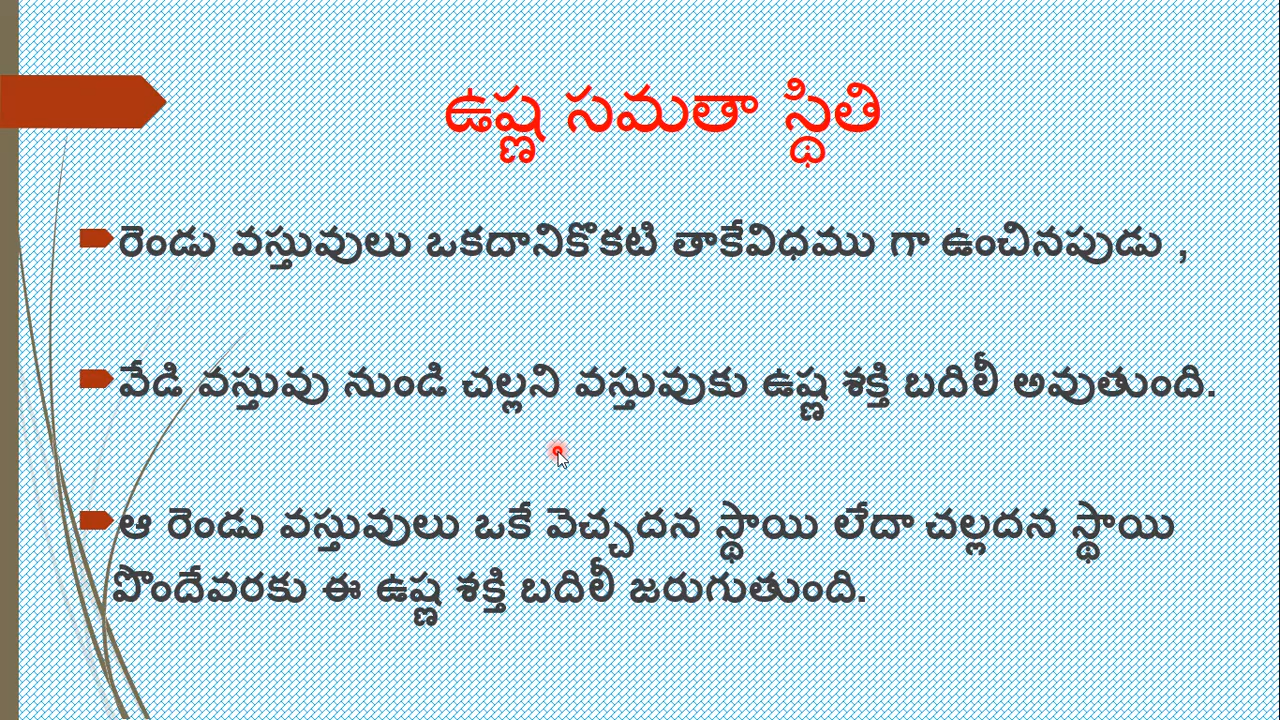 ఉష్ణ సమతా స్థితి
రెండు వస్తువులు ఒకదానికొకటి తాకేవిధము గా ఉంచినపుడు ,
వేడి వస్తువు నుండి చల్లని వస్తువుకు ఉష్ణ శక్తి బదిలీ అవుతుంది.
ఆ రెండు వస్తువులు ఒకే వెచ్చదన స్థాయి లేదా చల్లదన స్థాయి
పొందేవరకు ఈ ఉష్ణ శక్తి బదిలీ జరుగుతుంది.